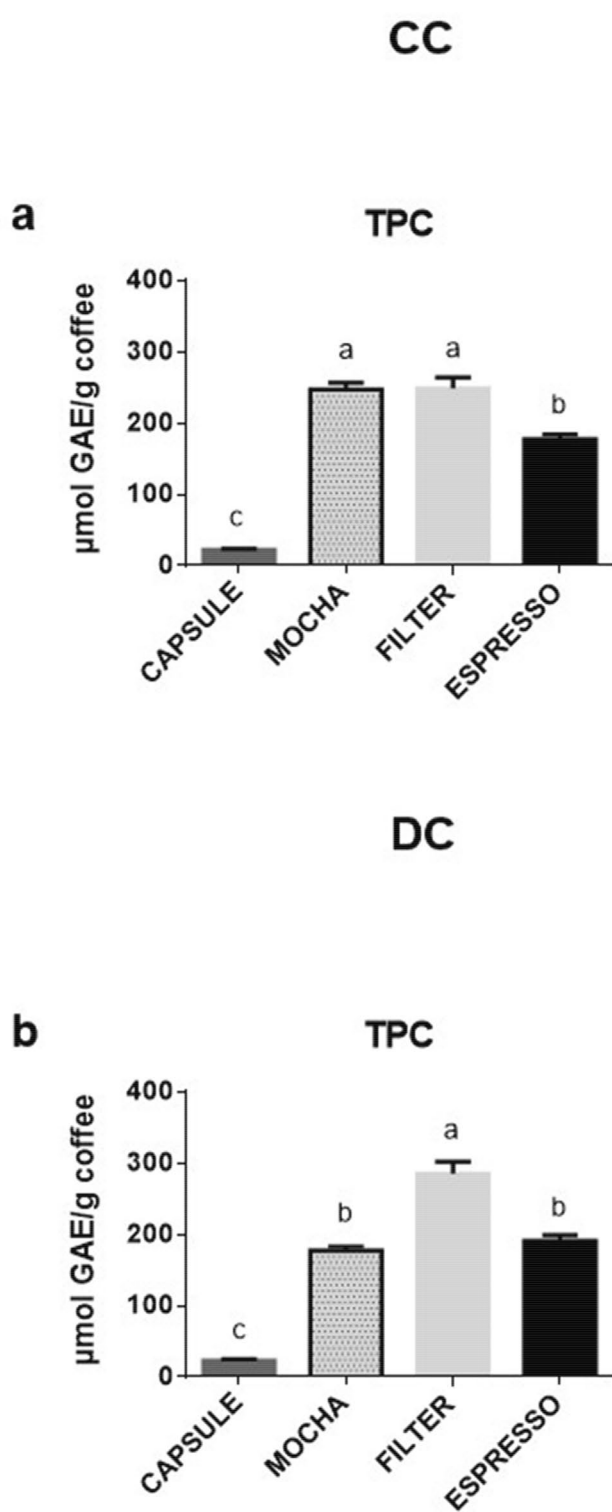 CC
a
TPC
µmol GAE/g coffee
400
300
200
100
0
c
a
a
b
CAPSULE
MOCHA
FILTER
ESPRESSO
DC
b
TPC
µmol GAE/g coffee
400
300
200
100
0
c
b
a
b
CAPSULE
MOCHA
FILTER
ESPRESSO